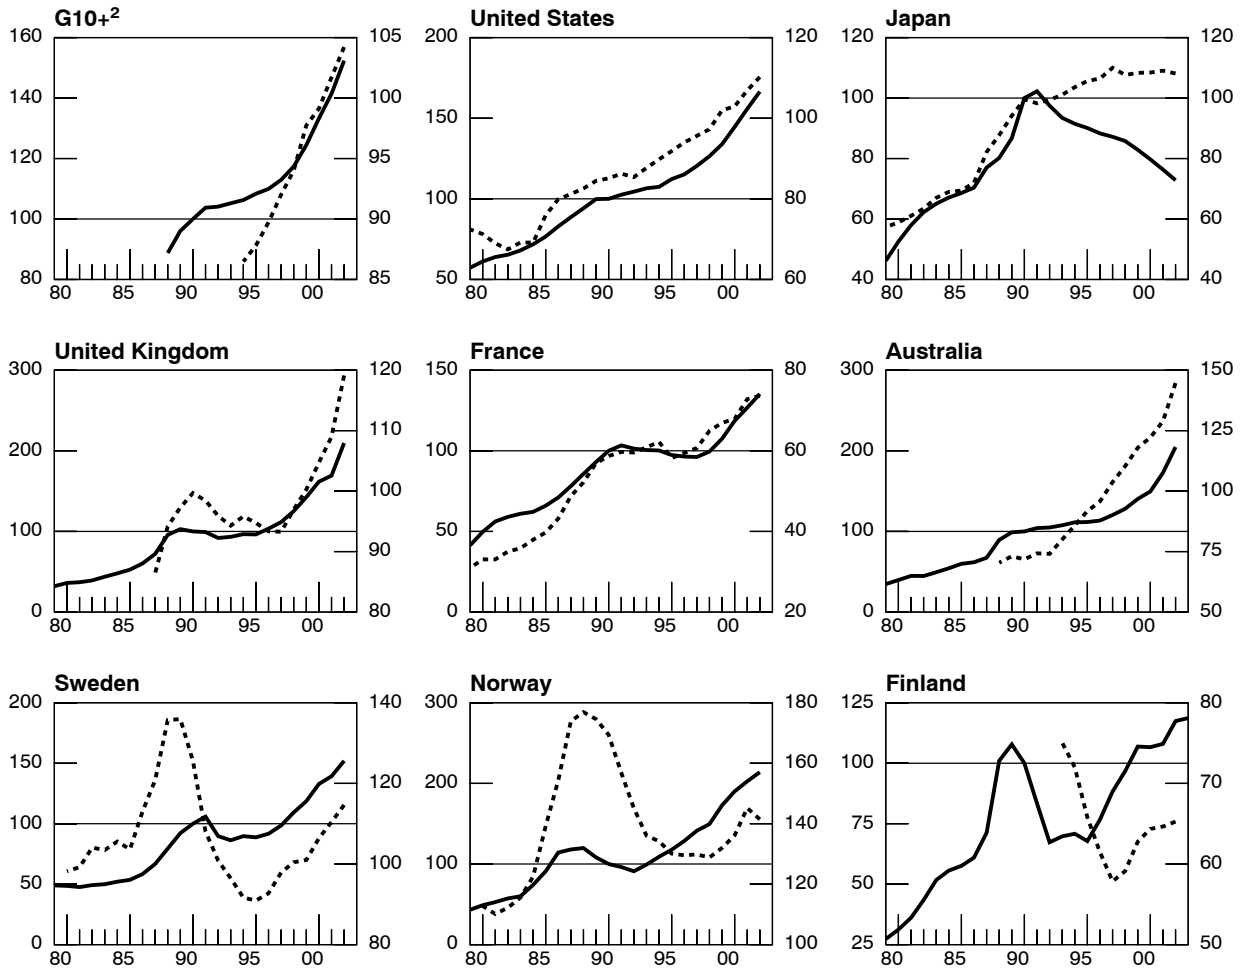 G10+² United States Japan
160 105 200 120 120 120
140 100 150 100 100 100
120 95 80 80
100 90 100 80 60 60
80 85 50 60 40 40
80 85 90 95 00 80 85 90 95 00 80 85 90 95 00
United Kingdom France Australia
300 120 150 80 300 150
200 110 100 60 200 125
100 100 50 40 100 100
90 75
0 80 0 20 0 50
80 85 90 95 00 80 85 90 95 00 80 85 90 95 00
Sweden Norway Finland
200 140 300 180 125 80
150 120 200 160 100 70
100 100 100 140 75 60
50 120 50
0 80 0 100 25 50
80 85 90 95 00 80 85 90 95 00 80 85 90 95 00